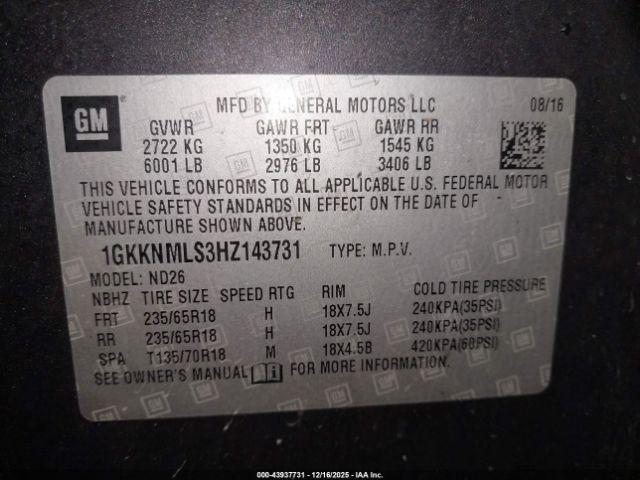 GM
MFD BY GENERAL MOTORS LLC 08/16
GVWR GAWR FRT GAWR RR
2722 KG 1350 KG 1545 KG
6001 LB 2976 LB 3406 LB
THIS VEHICLE CONFORMS TO ALL APPLICABLE U.S. FEDERAL MOTOR
VEHICLE SAFETY STANDARDS IN EFFECT ON THE DATE OF
MANUFACTURE SHOWN ABOVE.
1GKKNMLS3HZ143731 TYPE: M.P.V.
MODEL: ND26
NBHZ TIRE SIZE SPEED RTG RIM COLD TIRE PRESSURE
FRT 235/65R18 H 18X7.5J 240KPA(35PSI)
RR 235/65R18 H 18X7.5J 240KPA(35PSI)
SPA T135/70R18 M 18X4.5B 420KPA(60PSI)
SEE OWNER'S MANUAL FOR MORE INFORMATION.
000-43937731 - 12/16/2025 - IAA Inc.